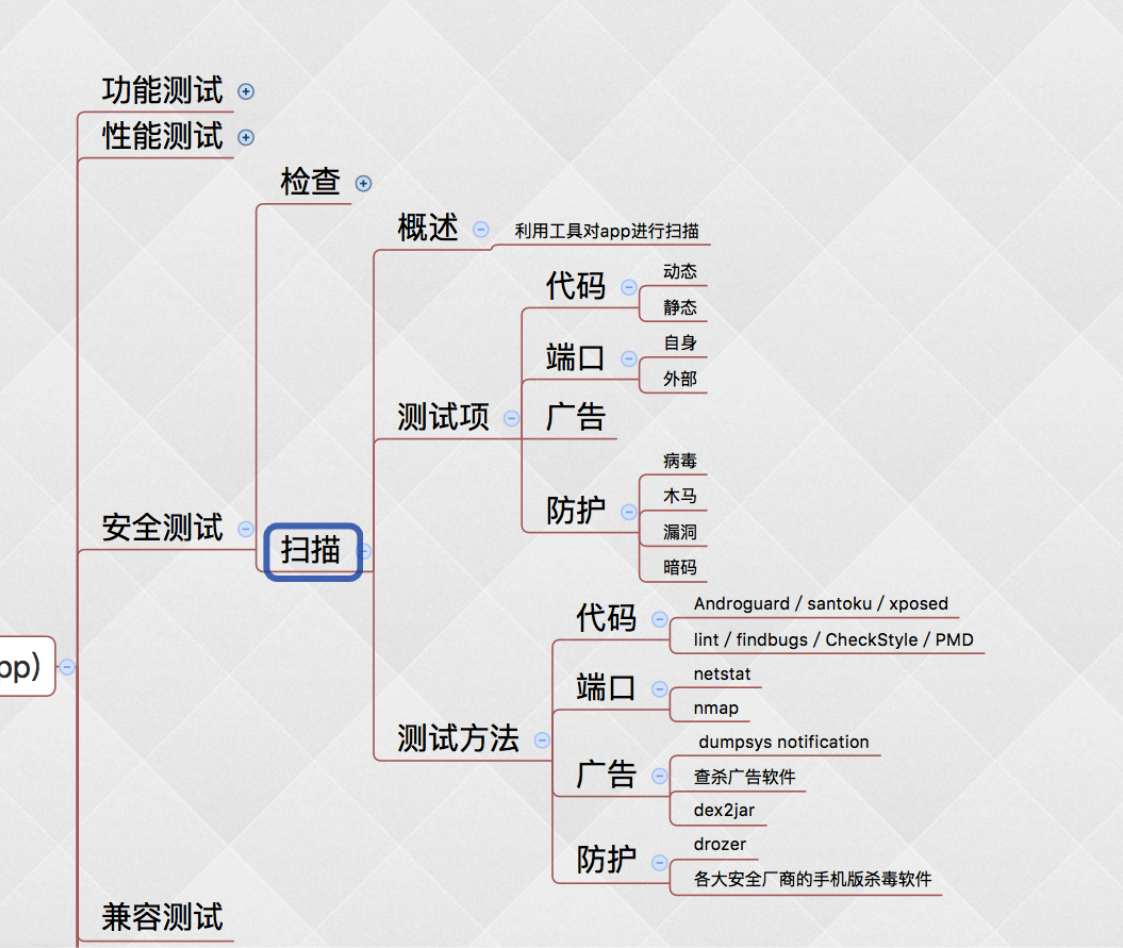 功能测试
性能测试
检查
概述
利用工具对app进行扫描
代码
动态
静态
端口
自身
外部
测试项
广告
防护
病毒
木马
漏洞
暗码
安全测试
扫描
代码
Androguard / santoku / xposed
lint / findbugs / CheckStyle / PMD
端口
netstat
nmap
测试方法
dumpsys notification
广告
查杀广告软件
dex2jar
防护
drozer
各大安全厂商的手机版杀毒软件
pp)
兼容测试